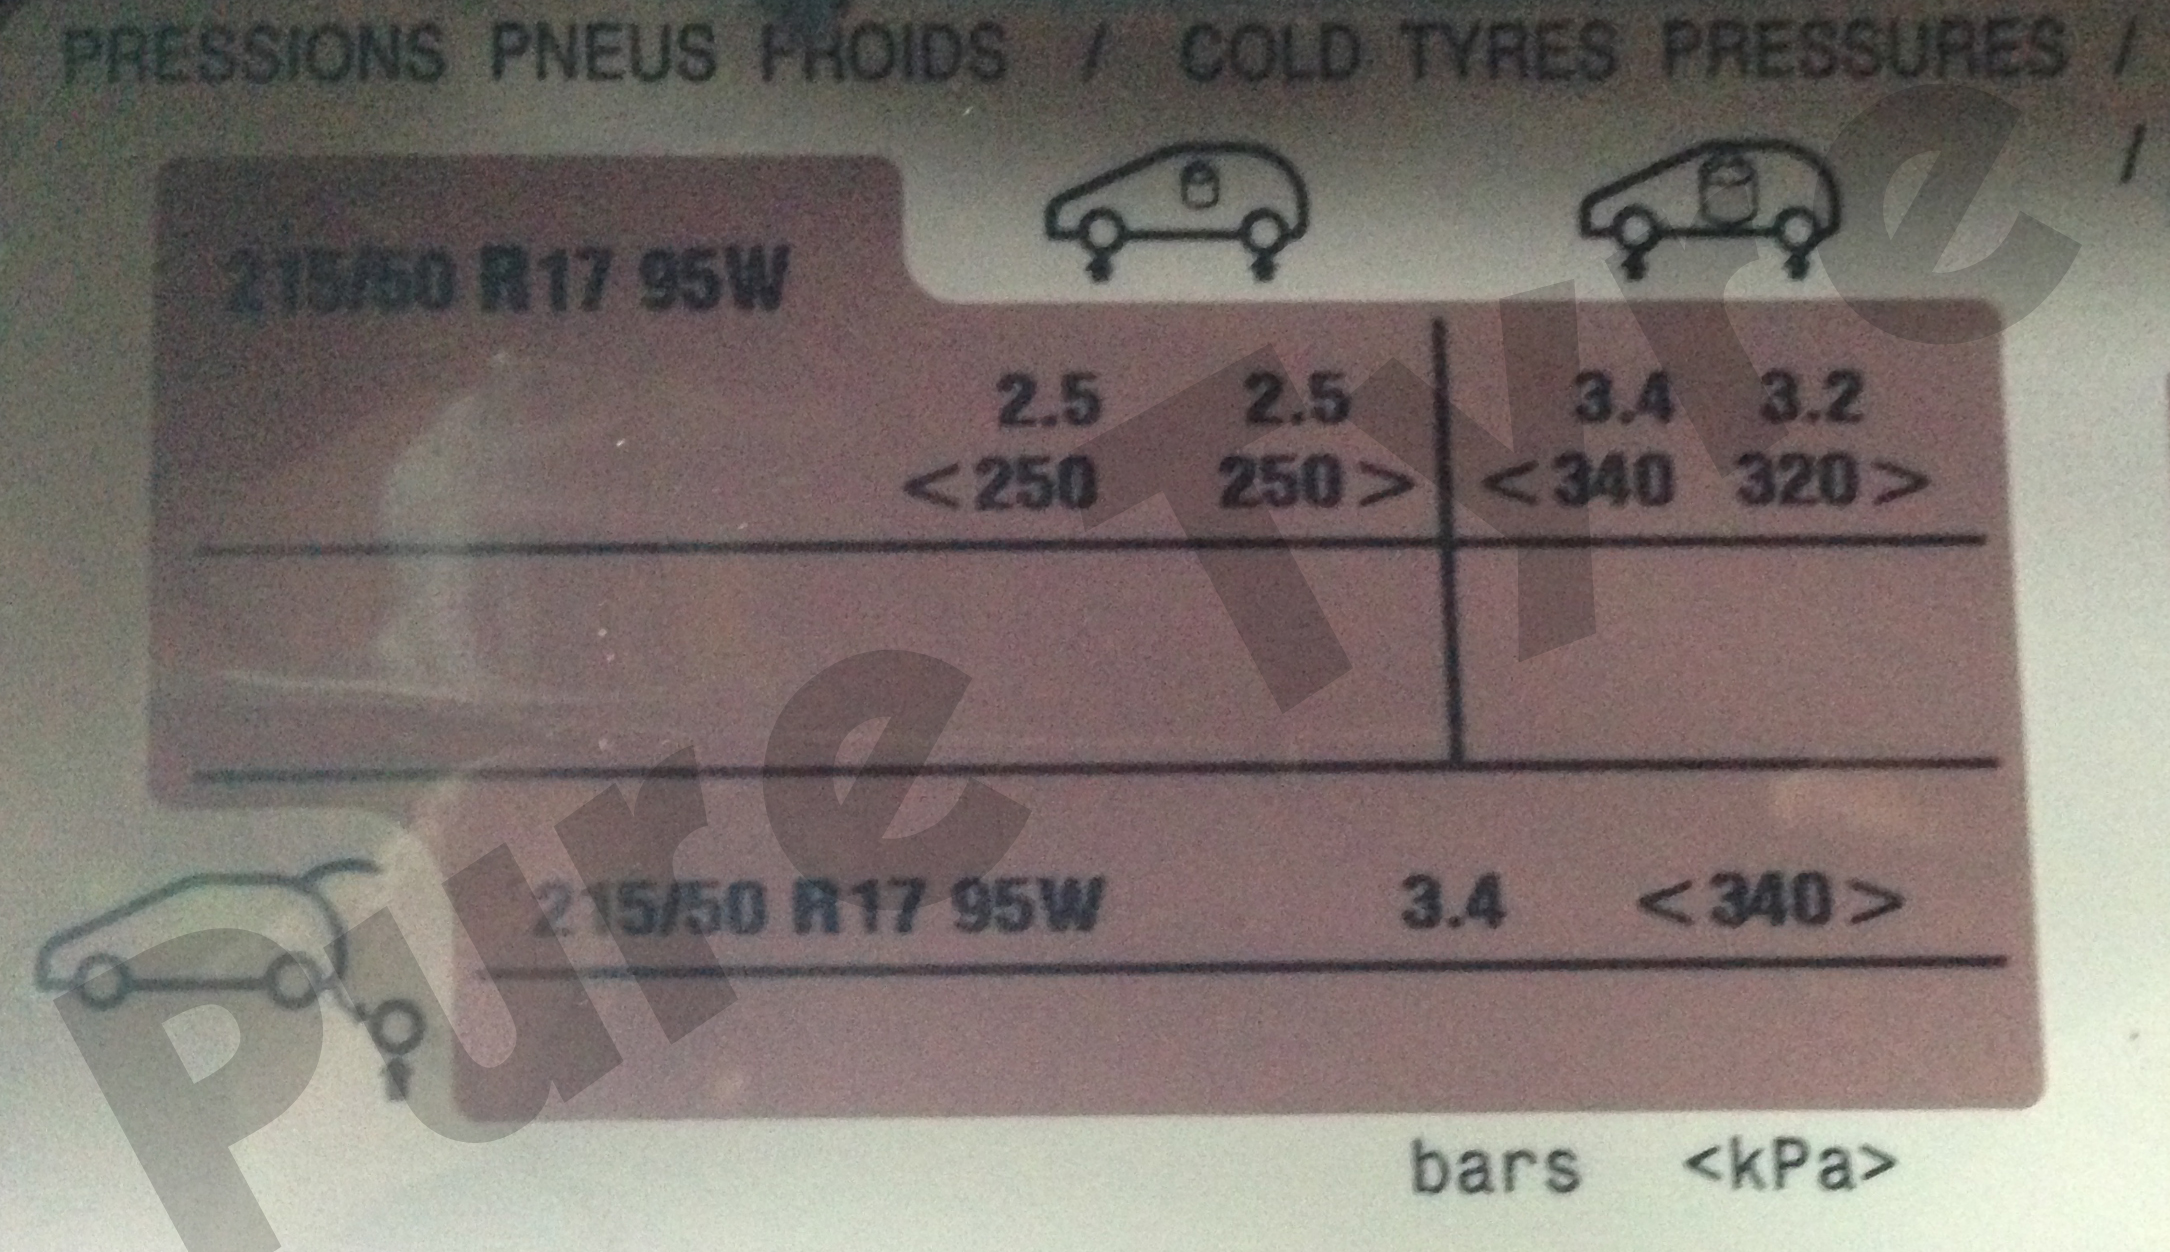 PRESSIONS PNEUS FROIDS / COLD TYRES PRESSURES /
/
215/50 R17 95W
2.5 2.5 3.4 3.2
<250 250> <340 320>
215/50 R17 95W 3.4 <340>
bars <kPa>
Pure Tyre